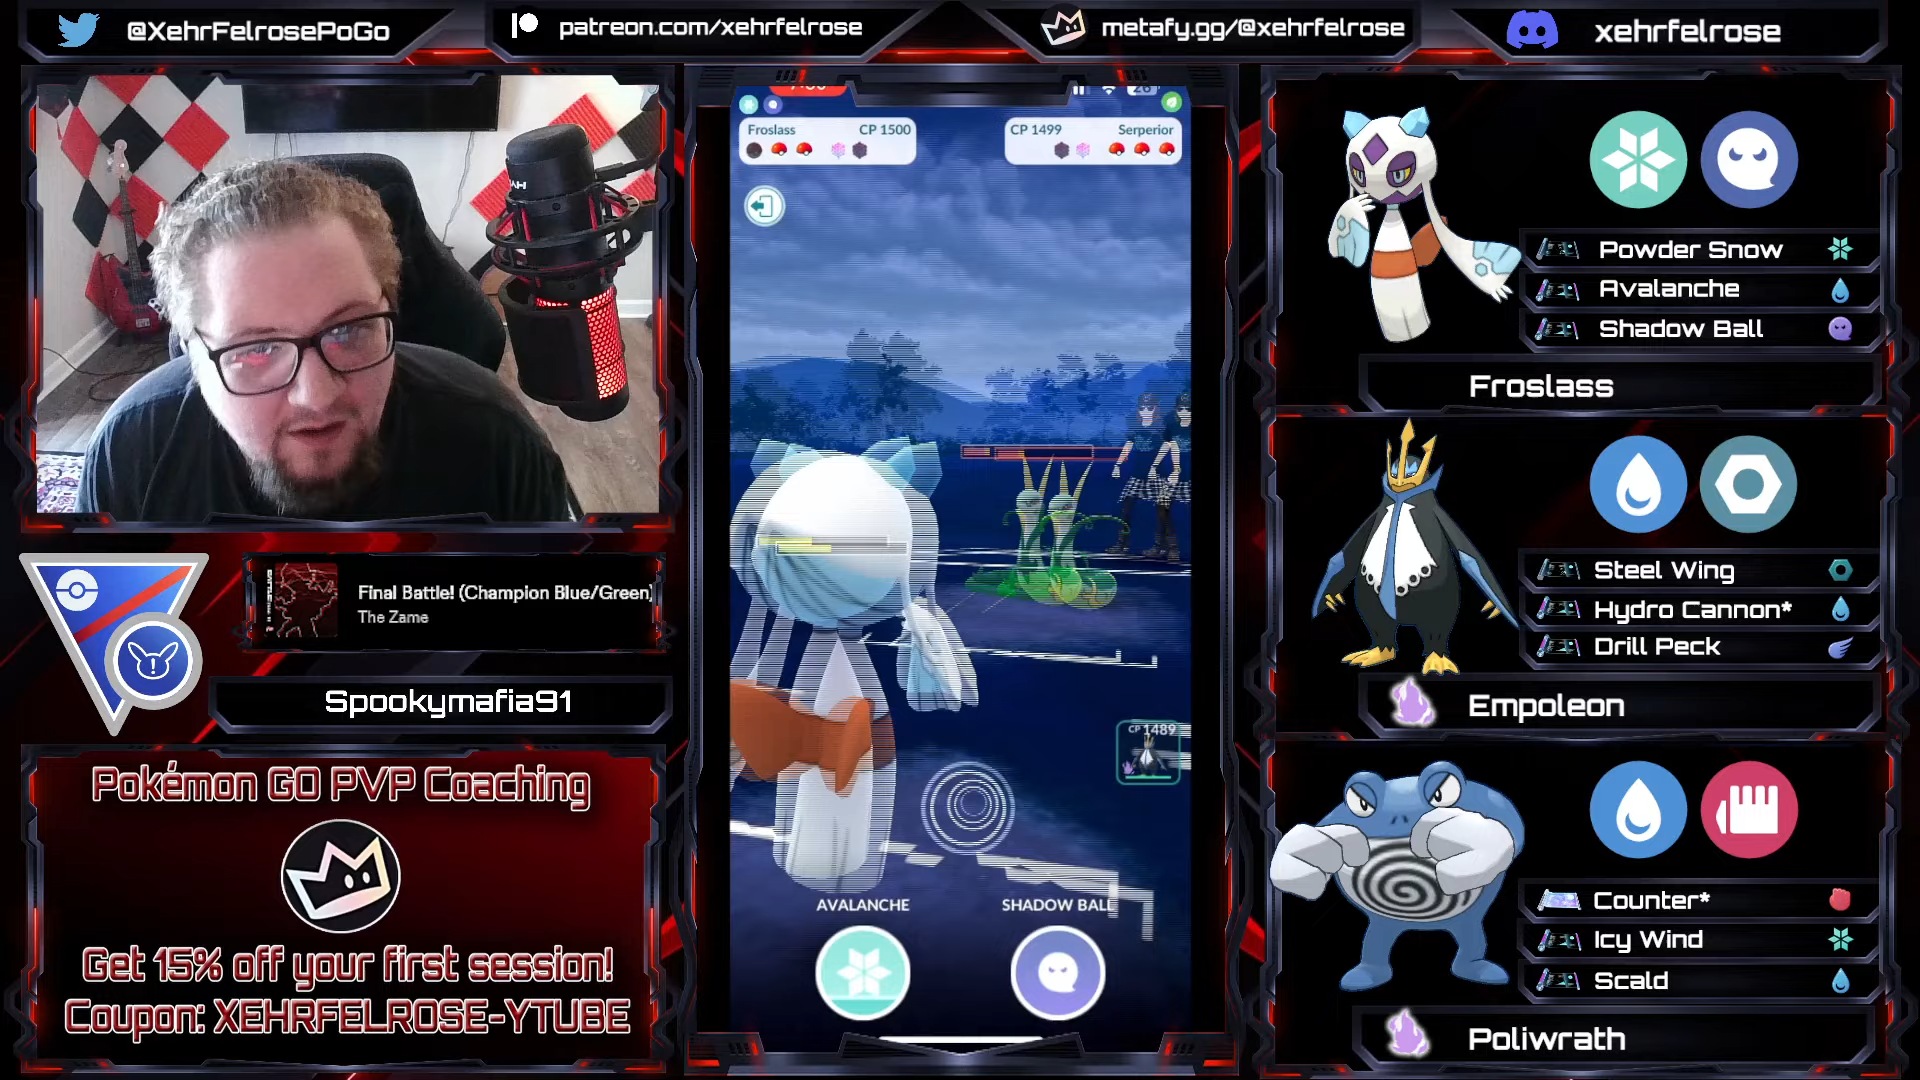 @XehrFelrosePoGo
patreon.com/xehrfelrose
metafy.gg/@xehrfelrose
xehrfelrose
Froslass CP 1500
CP 1499 Serperior
CP 1489
AVALANCHE SHADOW BALL
Final Battle! (Champion Blue/Green)
The Zame
Spookymafia91
Pokémon GO PVP Coaching
Get 15% off your first session!
Coupon: XEHRFELROSE-YTUBE
Powder Snow
Avalanche
Shadow Ball
Froslass
Steel Wing
Hydro Cannon*
Drill Peck
Empoleon
Counter*
Icy Wind
Scald
Poliwrath